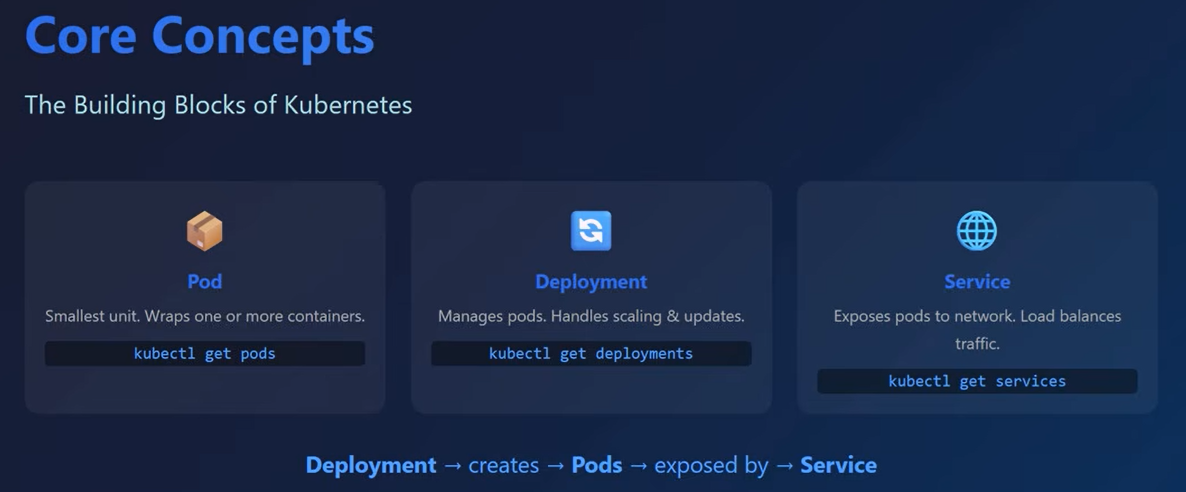 Core Concepts
The Building Blocks of Kubernetes
Pod
Smallest unit. Wraps one or more containers.
kubectl get pods
Deployment
Manages pods. Handles scaling & updates.
kubectl get deployments
Service
Exposes pods to network. Load balances
traffic.
kubectl get services
Deployment → creates → Pods → exposed by → Service